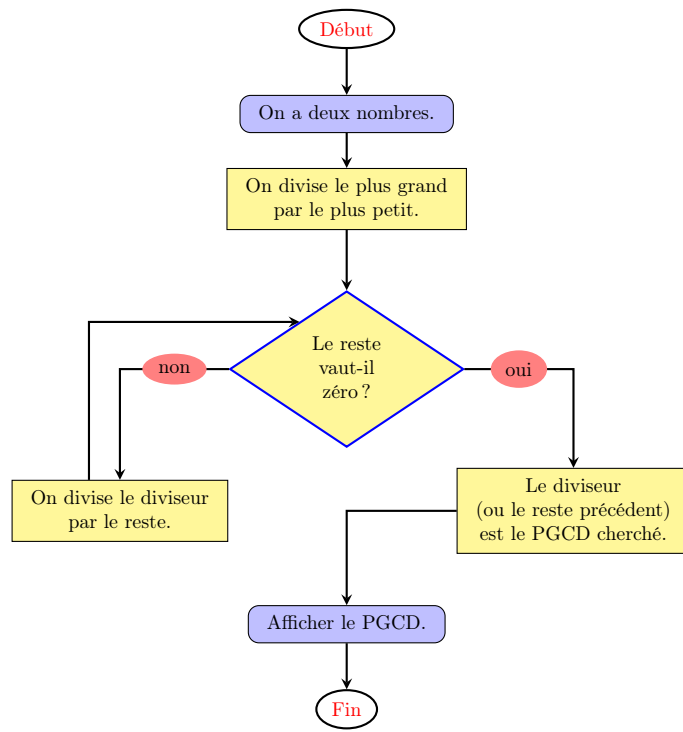 Début
On a deux nombres.
On divise le plus grand
par le plus petit.
Le reste
vaut-il
zéro ?
non
oui
On divise le diviseur
par le reste.
Le diviseur
(ou le reste précédent)
est le PGCD cherché.
Afficher le PGCD.
Fin